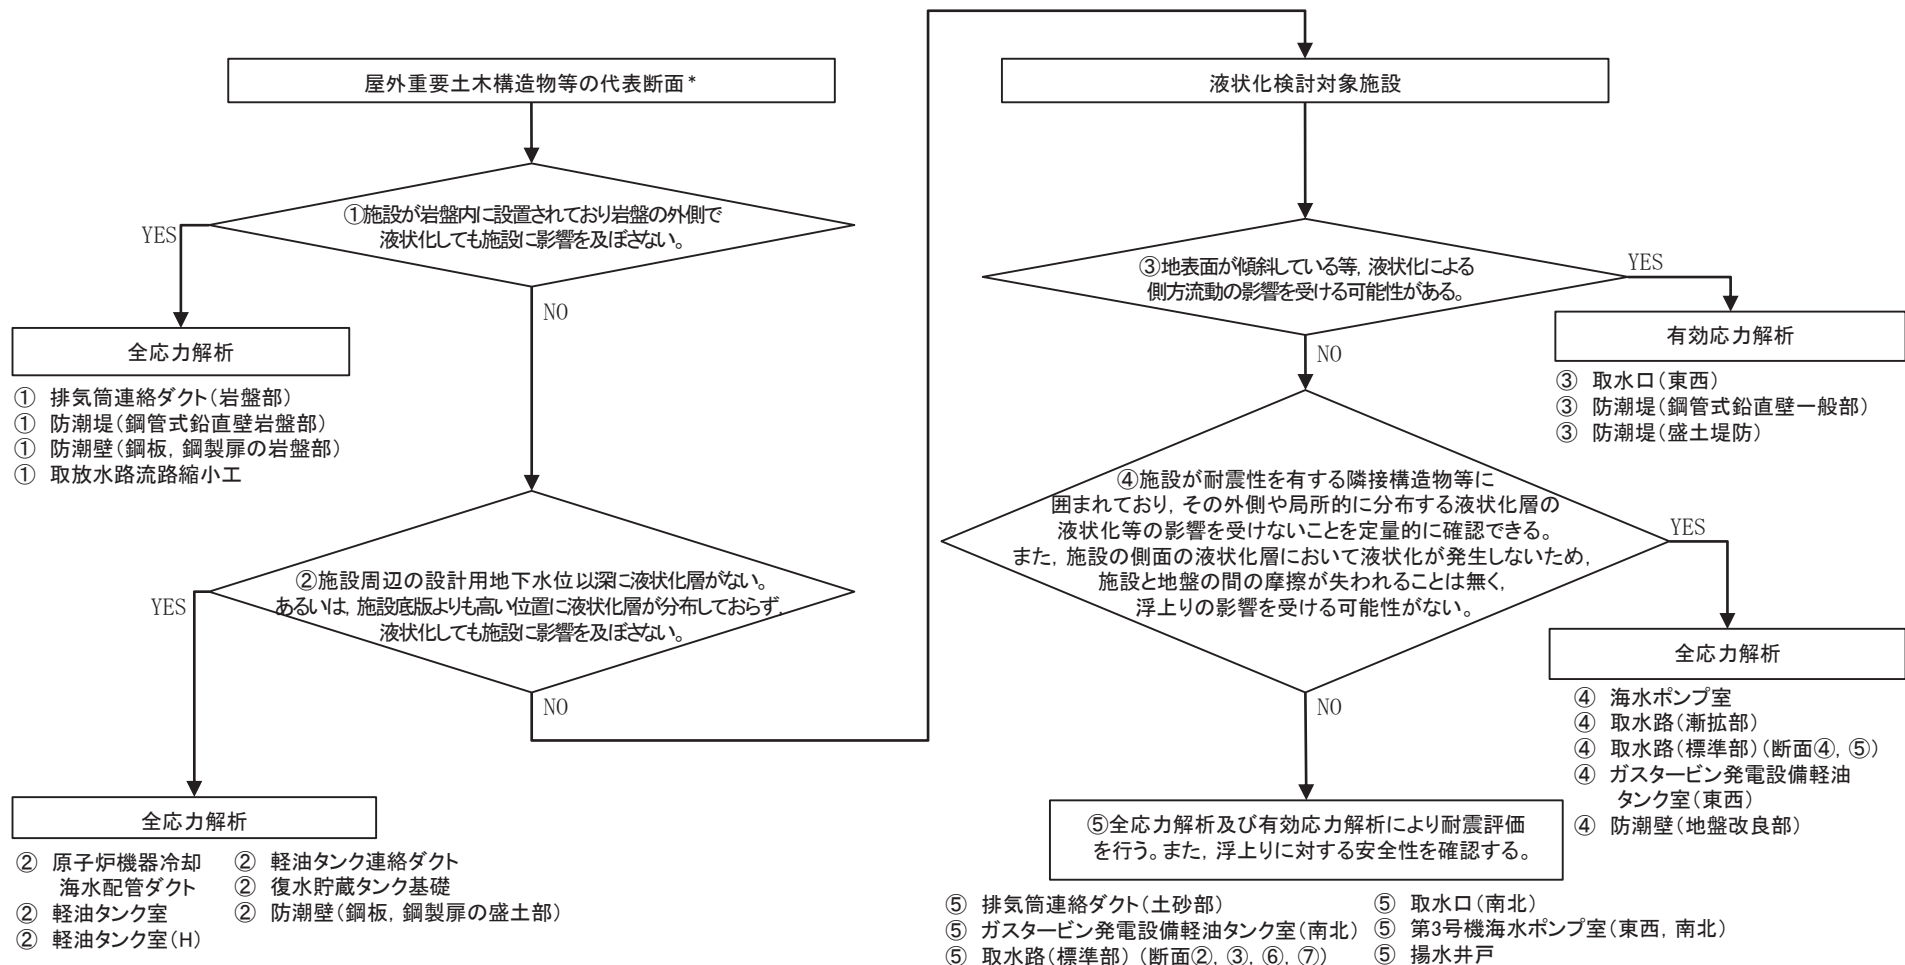 屋外重要土木構造物等の代表断面*
①施設が岩盤内に設置されており岩盤の外側で
液状化しても施設に影響を及ぼさない。
YES
NO
全応力解析
① 排気筒連絡ダクト(岩盤部)
① 防潮堤(鋼管式鉛直壁岩盤部)
① 防潮壁(鋼板, 鋼製扉の岩盤部)
① 取放水路流路縮小工
②施設周辺の設計用地下水位以深に液状化層がない。
あるいは, 施設底版よりも高い位置に液状化層が分布しておらず,
液状化しても施設に影響を及ぼさない。
YES
NO
全応力解析
② 原子炉機器冷却
海水配管ダクト
② 軽油タンク室
② 軽油タンク室(H)
② 軽油タンク連絡ダクト
② 復水貯蔵タンク基礎
② 防潮壁(鋼板, 鋼製扉の盛土部)
液状化検討対象施設
③地表面が傾斜している等, 液状化による
側方流動の影響を受ける可能性がある。
YES
NO
有効応力解析
③ 取水口(東西)
③ 防潮堤(鋼管式鉛直壁一般部)
③ 防潮堤(盛土堤防)
④施設が耐震性を有する隣接構造物等に
囲まれており, その外側や局所的に分布する液状化層の
液状化等の影響を受けないことを定量的に確認できる。
また, 施設の側面の液状化層において液状化が発生しないため,
施設と地盤の間の摩擦が失われることは無く,
浮上りの影響を受ける可能性がない。
YES
NO
全応力解析
④ 海水ポンプ室
④ 取水路(漸拡部)
④ 取水路(標準部)(断面④, ⑤)
④ ガスタービン発電設備軽油
タンク室(東西)
④ 防潮壁(地盤改良部)
⑤全応力解析及び有効応力解析により耐震評価
を行う。また, 浮上りに対する安全性を確認する。
⑤ 排気筒連絡ダクト(土砂部)
⑤ ガスタービン発電設備軽油タンク室(南北)
⑤ 取水路(標準部) (断面②, ③, ⑥, ⑦)
⑤ 取水口(南北)
⑤ 第3号機海水ポンプ室(東西, 南北)
⑤ 揚水井戸